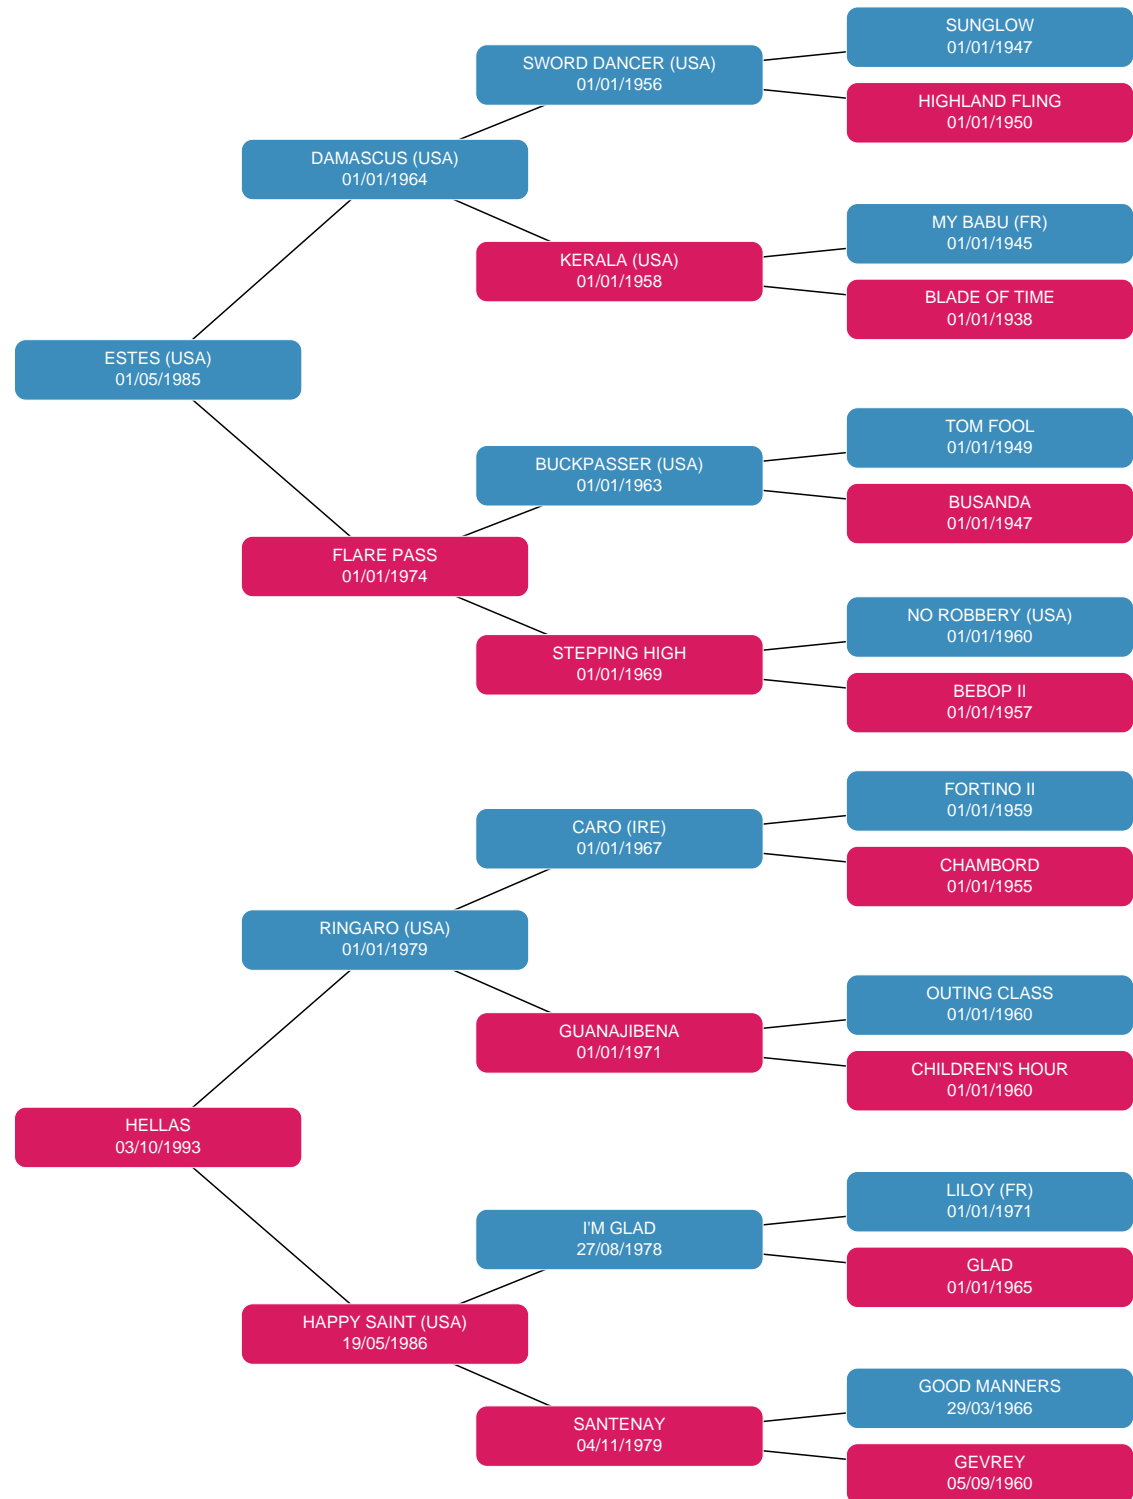 SUNGLOW
01/01/1947
SWORD DANCER (USA)
01/01/1956
HIGHLAND FLING
01/01/1950
DAMASCUS (USA)
01/01/1964
MY BABU (FR)
01/01/1945
KERALA (USA)
01/01/1958
BLADE OF TIME
01/01/1938
ESTES (USA)
01/05/1985
TOM FOOL
01/01/1949
BUCKPASSER (USA)
01/01/1963
BUSANDA
01/01/1947
FLARE PASS
01/01/1974
NO ROBBERY (USA)
01/01/1960
STEPPING HIGH
01/01/1969
BEBOP II
01/01/1957
FORTINO II
01/01/1959
CARO (IRE)
01/01/1967
CHAMBORD
01/01/1955
RINGARO (USA)
01/01/1979
OUTING CLASS
01/01/1960
GUANAJIBENA
01/01/1971
CHILDREN'S HOUR
01/01/1960
HELLAS
03/10/1993
LILOY (FR)
01/01/1971
I'M GLAD
27/08/1978
GLAD
01/01/1965
HAPPY SAINT (USA)
19/05/1986
GOOD MANNERS
29/03/1966
SANTENAY
04/11/1979
GEVREY
05/09/1960